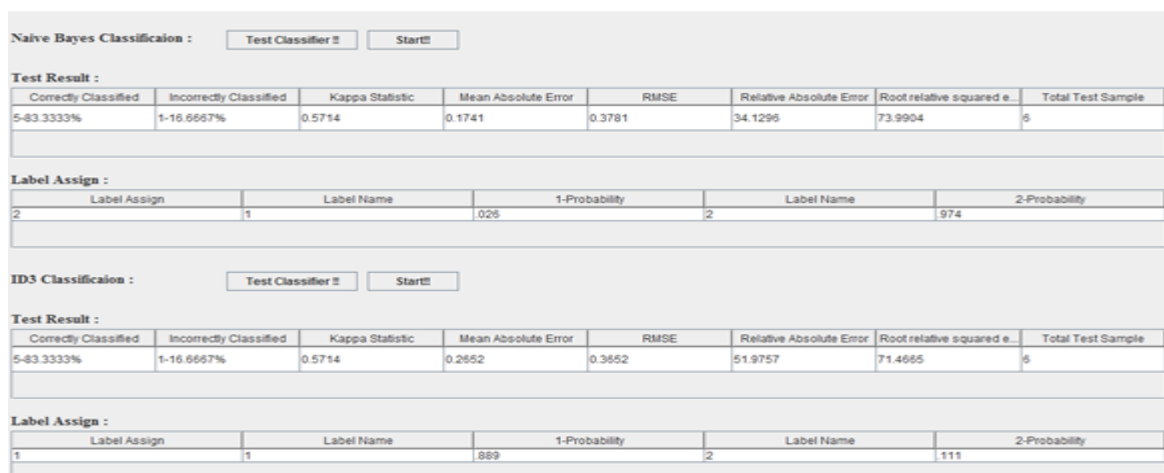 Naive Bayes Classificaion : Test Classifier !! Start!!
Test Result :
Correctly Classified Incorrectly Classified Kappa Statistic Mean Absolute Error RMSE Relative Absolute Error Root relative squared e... Total Test Sample
5-83.3333% 1-16.6667% 0.5714 0.1741 0.3781 34.1296 73.9904 6
Label Assign :
Label Assign Label Name 1-Probability Label Name 2-Probability
2 1 .026 2 .974
ID3 Classificaion : Test Classifier !! Start!!
Test Result :
Correctly Classified Incorrectly Classified Kappa Statistic Mean Absolute Error RMSE Relative Absolute Error Root relative squared e... Total Test Sample
5-83.3333% 1-16.6667% 0.5714 0.2652 0.3652 51.9757 71.4665 6
Label Assign :
Label Assign Label Name 1-Probability Label Name 2-Probability
1 1 .889 2 .111